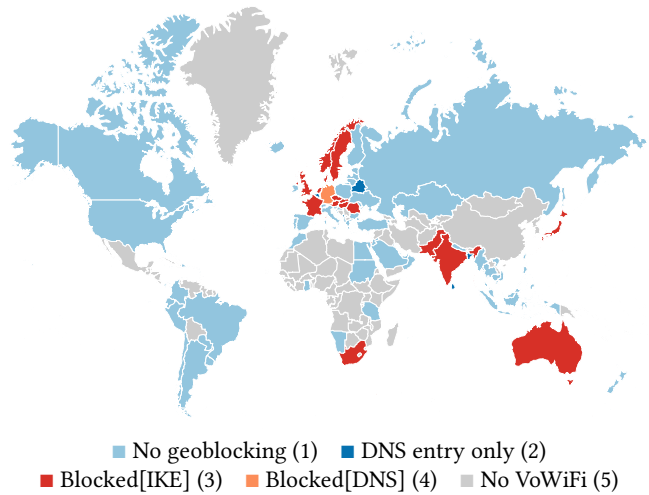 No geoblocking (1) DNS entry only (2)
Blocked[IKE] (3) Blocked[DNS] (4) No VoWiFi (5)